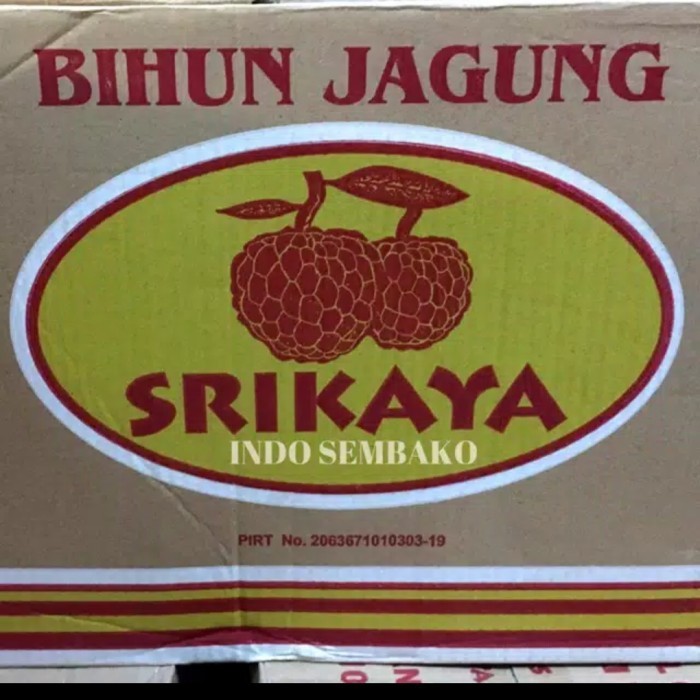 BIHUN JAGUNG
SRIKAYA
INDO SEMBAKO
PIRT No. 2063671010303-19